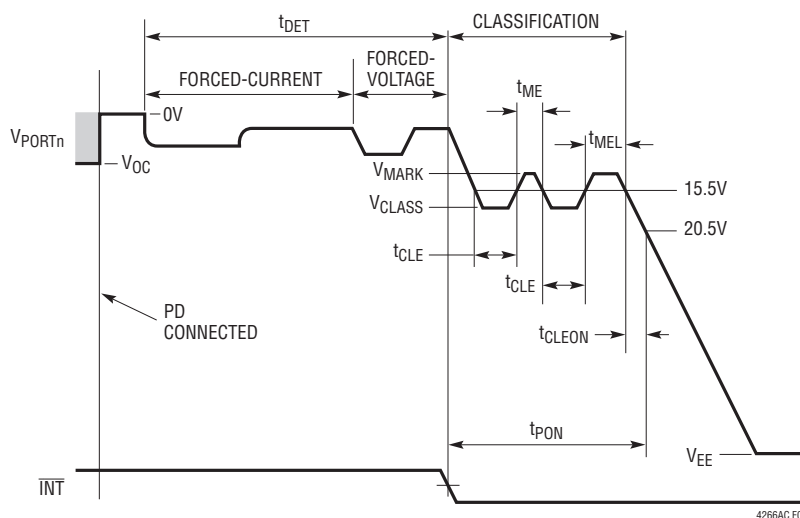 tDET
CLASSIFICATION
FORCED-CURRENT
FORCED-
VOLTAGE
tME
0V
VPORTn
VOC
tMEL
VMARK
15.5V
VCLASS
20.5V
tCLE
tCLE
PD
CONNECTED
tCLEON
tPON
VEE
INT
4266AC F0